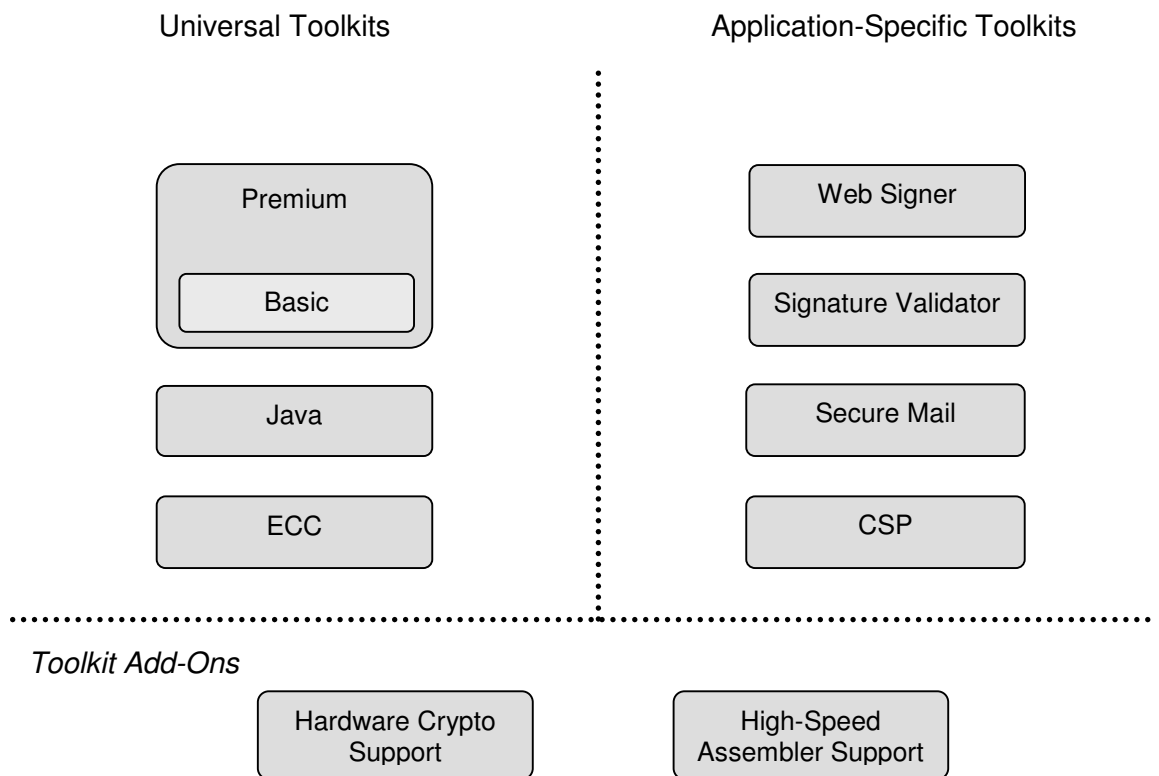 Universal Toolkits
Application-Specific Toolkits
Premium
Basic
Java
ECC
Web Signer
Signature Validator
Secure Mail
CSP
Toolkit Add-Ons
Hardware Crypto
Support
High-Speed
Assembler Support